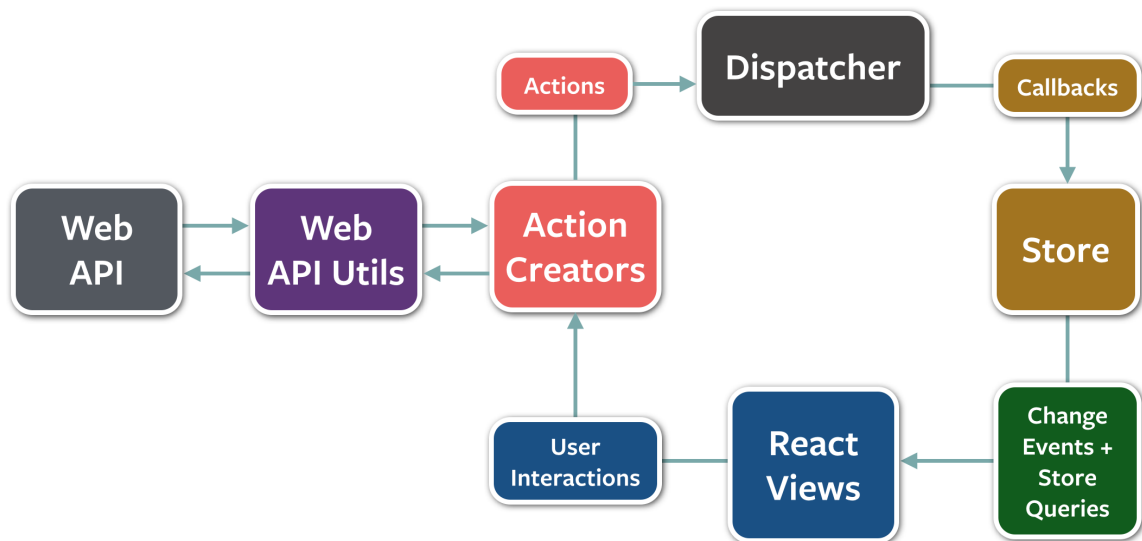 Dispatcher
Actions
Callbacks
Web
API
Web
API Utils
Action
Creators
Store
User
Interactions
React
Views
Change
Events +
Store
Queries